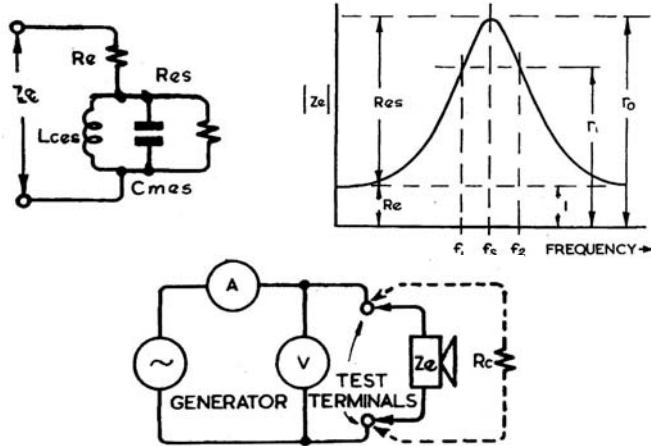 Re
Res
Ze
Lces
Cmes
|Ze|
Res
Re
r₁
r₀
1
f₁ fs f₂ FREQUENCY→
A
V
~
GENERATOR
TEST
TERMINALS
Ze
Rc